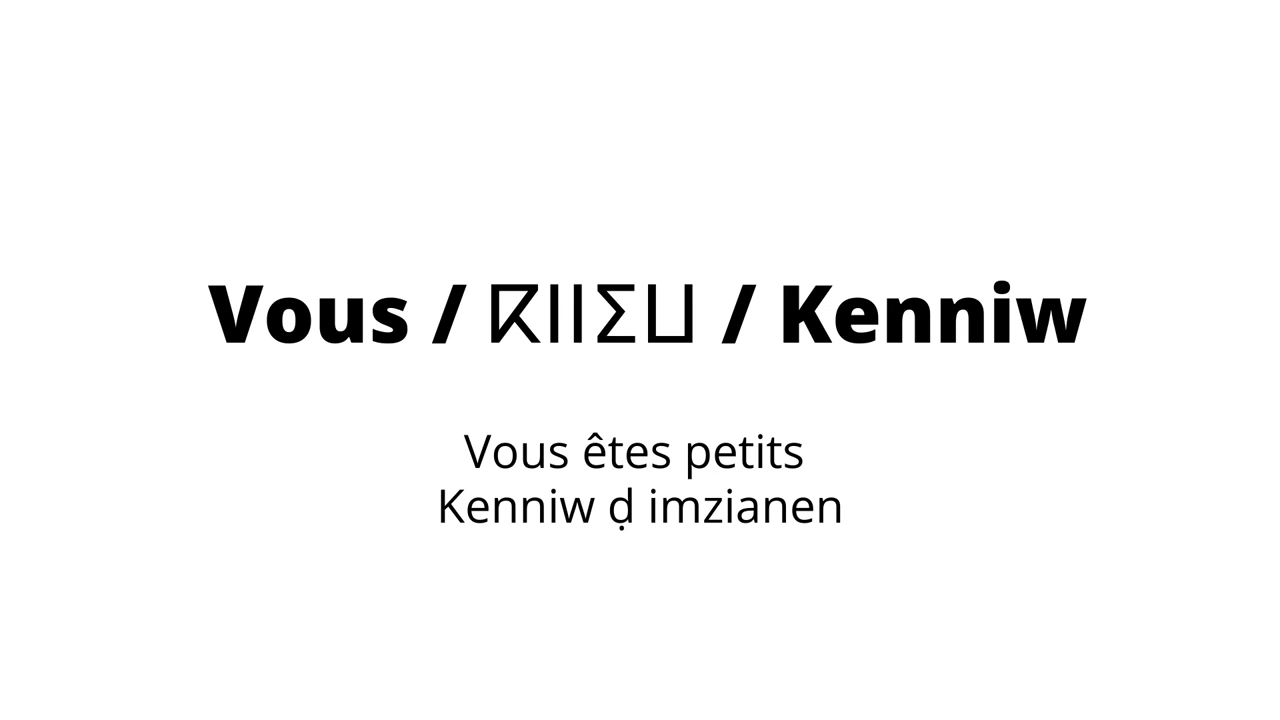 Vous / ⴽⵏⵏⵉⵡ / Kenniw
Vous êtes petits
Kenniw ḍ imzianen